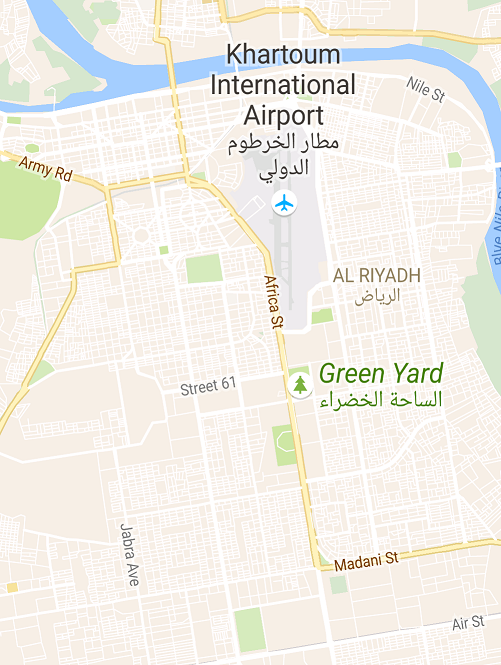 Khartoum
International
Airport
مطار الخرطوم
الدولي
Nile St
Army Rd
Blue Nile
AL RIYADH
الرياض
Africa St
Green Yard
الساحة الخضراء
Street 61
Jabra Ave
Madani St
Air St